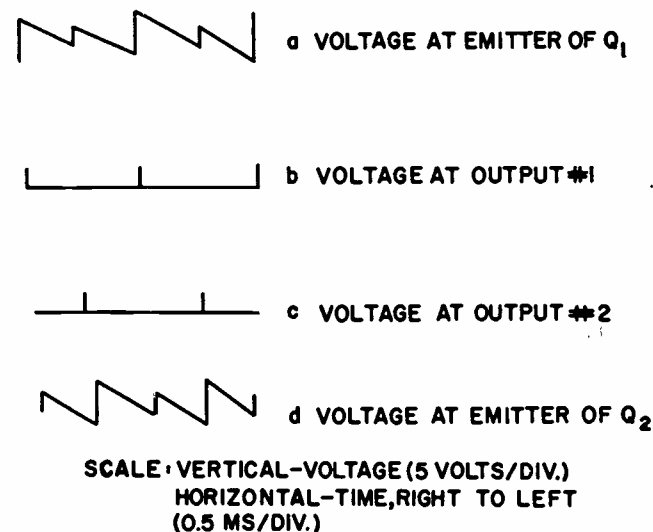 a VOLTAGE AT EMITTER OF Q1
b VOLTAGE AT OUTPUT #1
c VOLTAGE AT OUTPUT #2
d VOLTAGE AT EMITTER OF Q2
SCALE: VERTICAL-VOLTAGE (5 VOLTS/DIV.)
HORIZONTAL-TIME, RIGHT TO LEFT
(0.5 MS/DIV.)